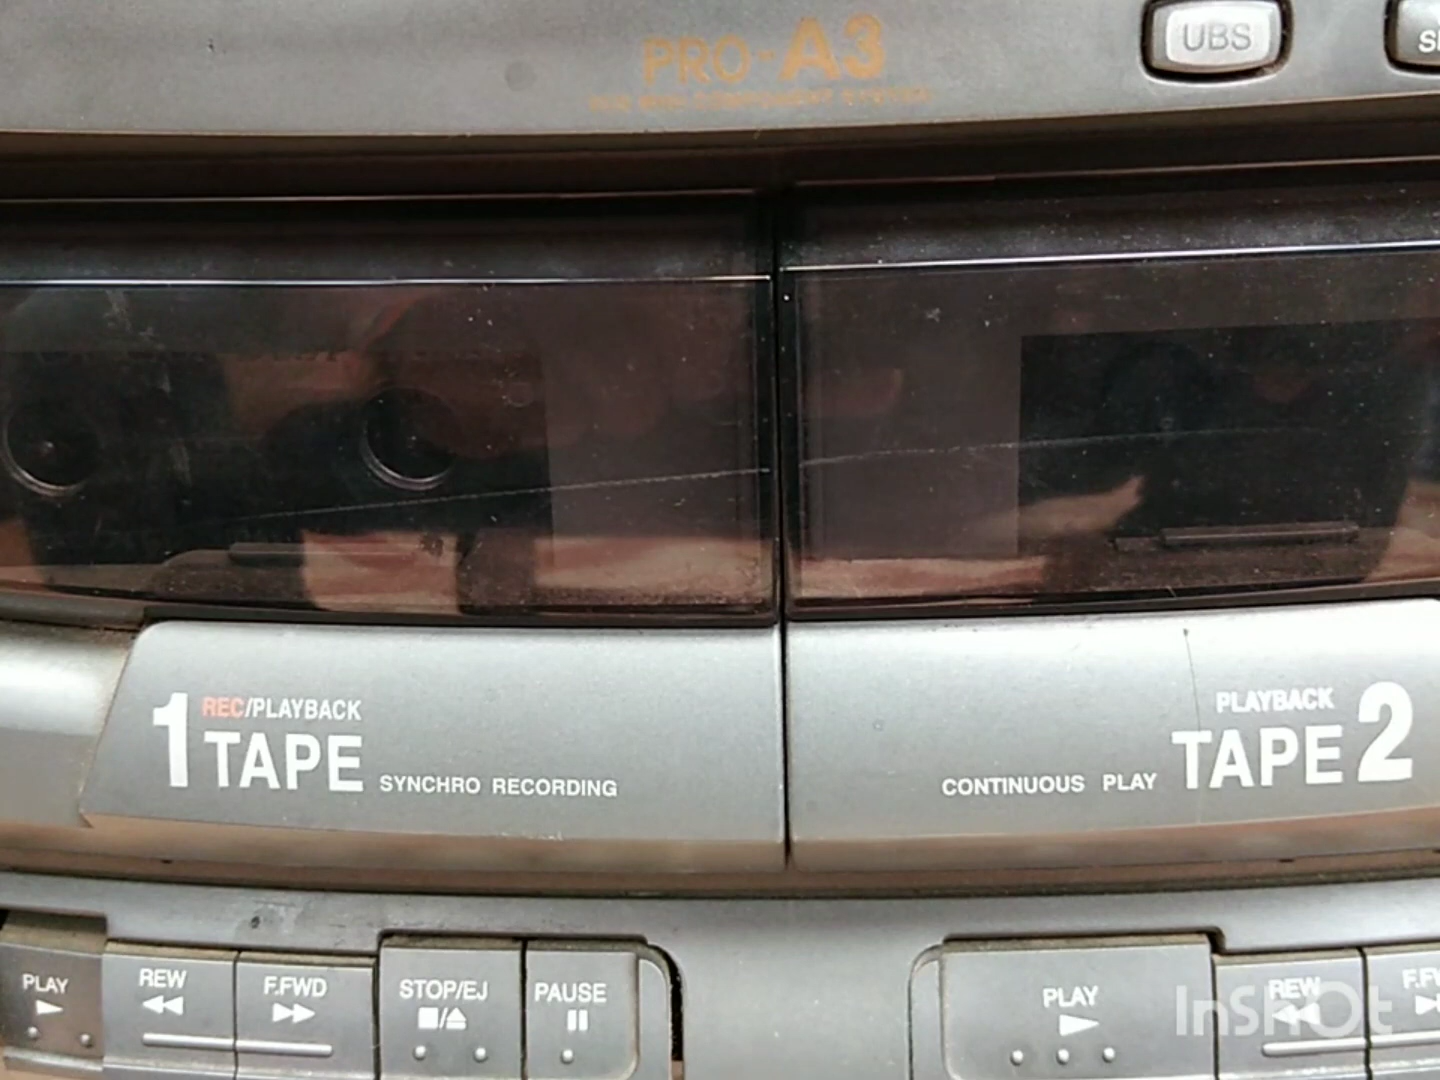 PRO-A3
UBS
1 REC/PLAYBACK
TAPE SYNCHRO RECORDING
PLAYBACK
CONTINUOUS PLAY TAPE 2
PLAY
REW
F.FWD
STOP/EJ
PAUSE
PLAY
REW
InShOt